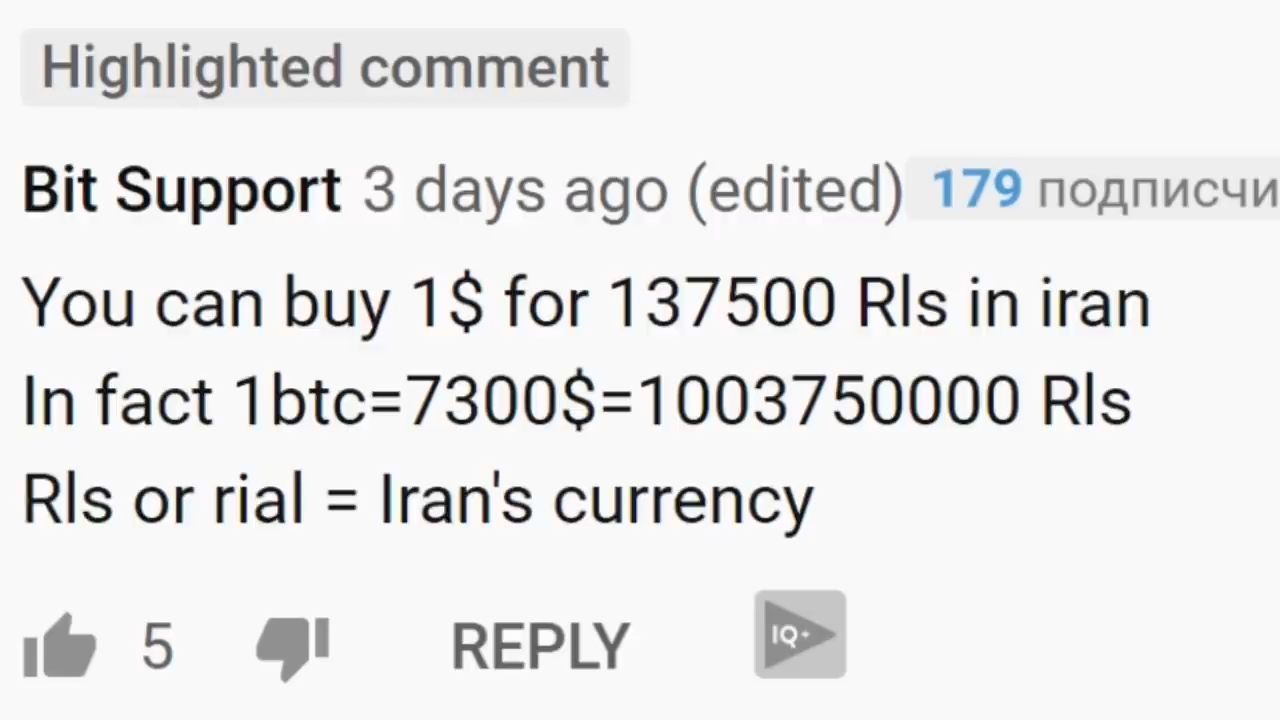 Highlighted comment
Bit Support 3 days ago (edited) 179 подписчи
You can buy 1$ for 137500 Rls in iran
In fact 1btc=7300$=1003750000 Rls
Rls or rial = Iran's currency
5 REPLY IQ+